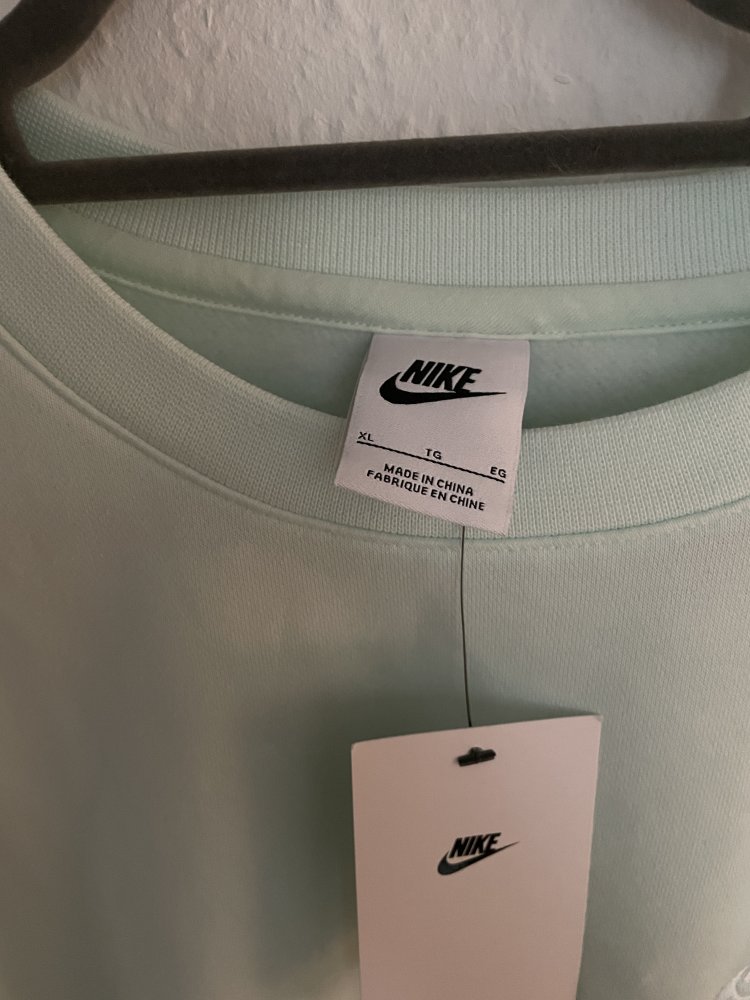 NIKE
XL TG EG
MADE IN CHINA
FABRIQUE EN CHINE
NIKE